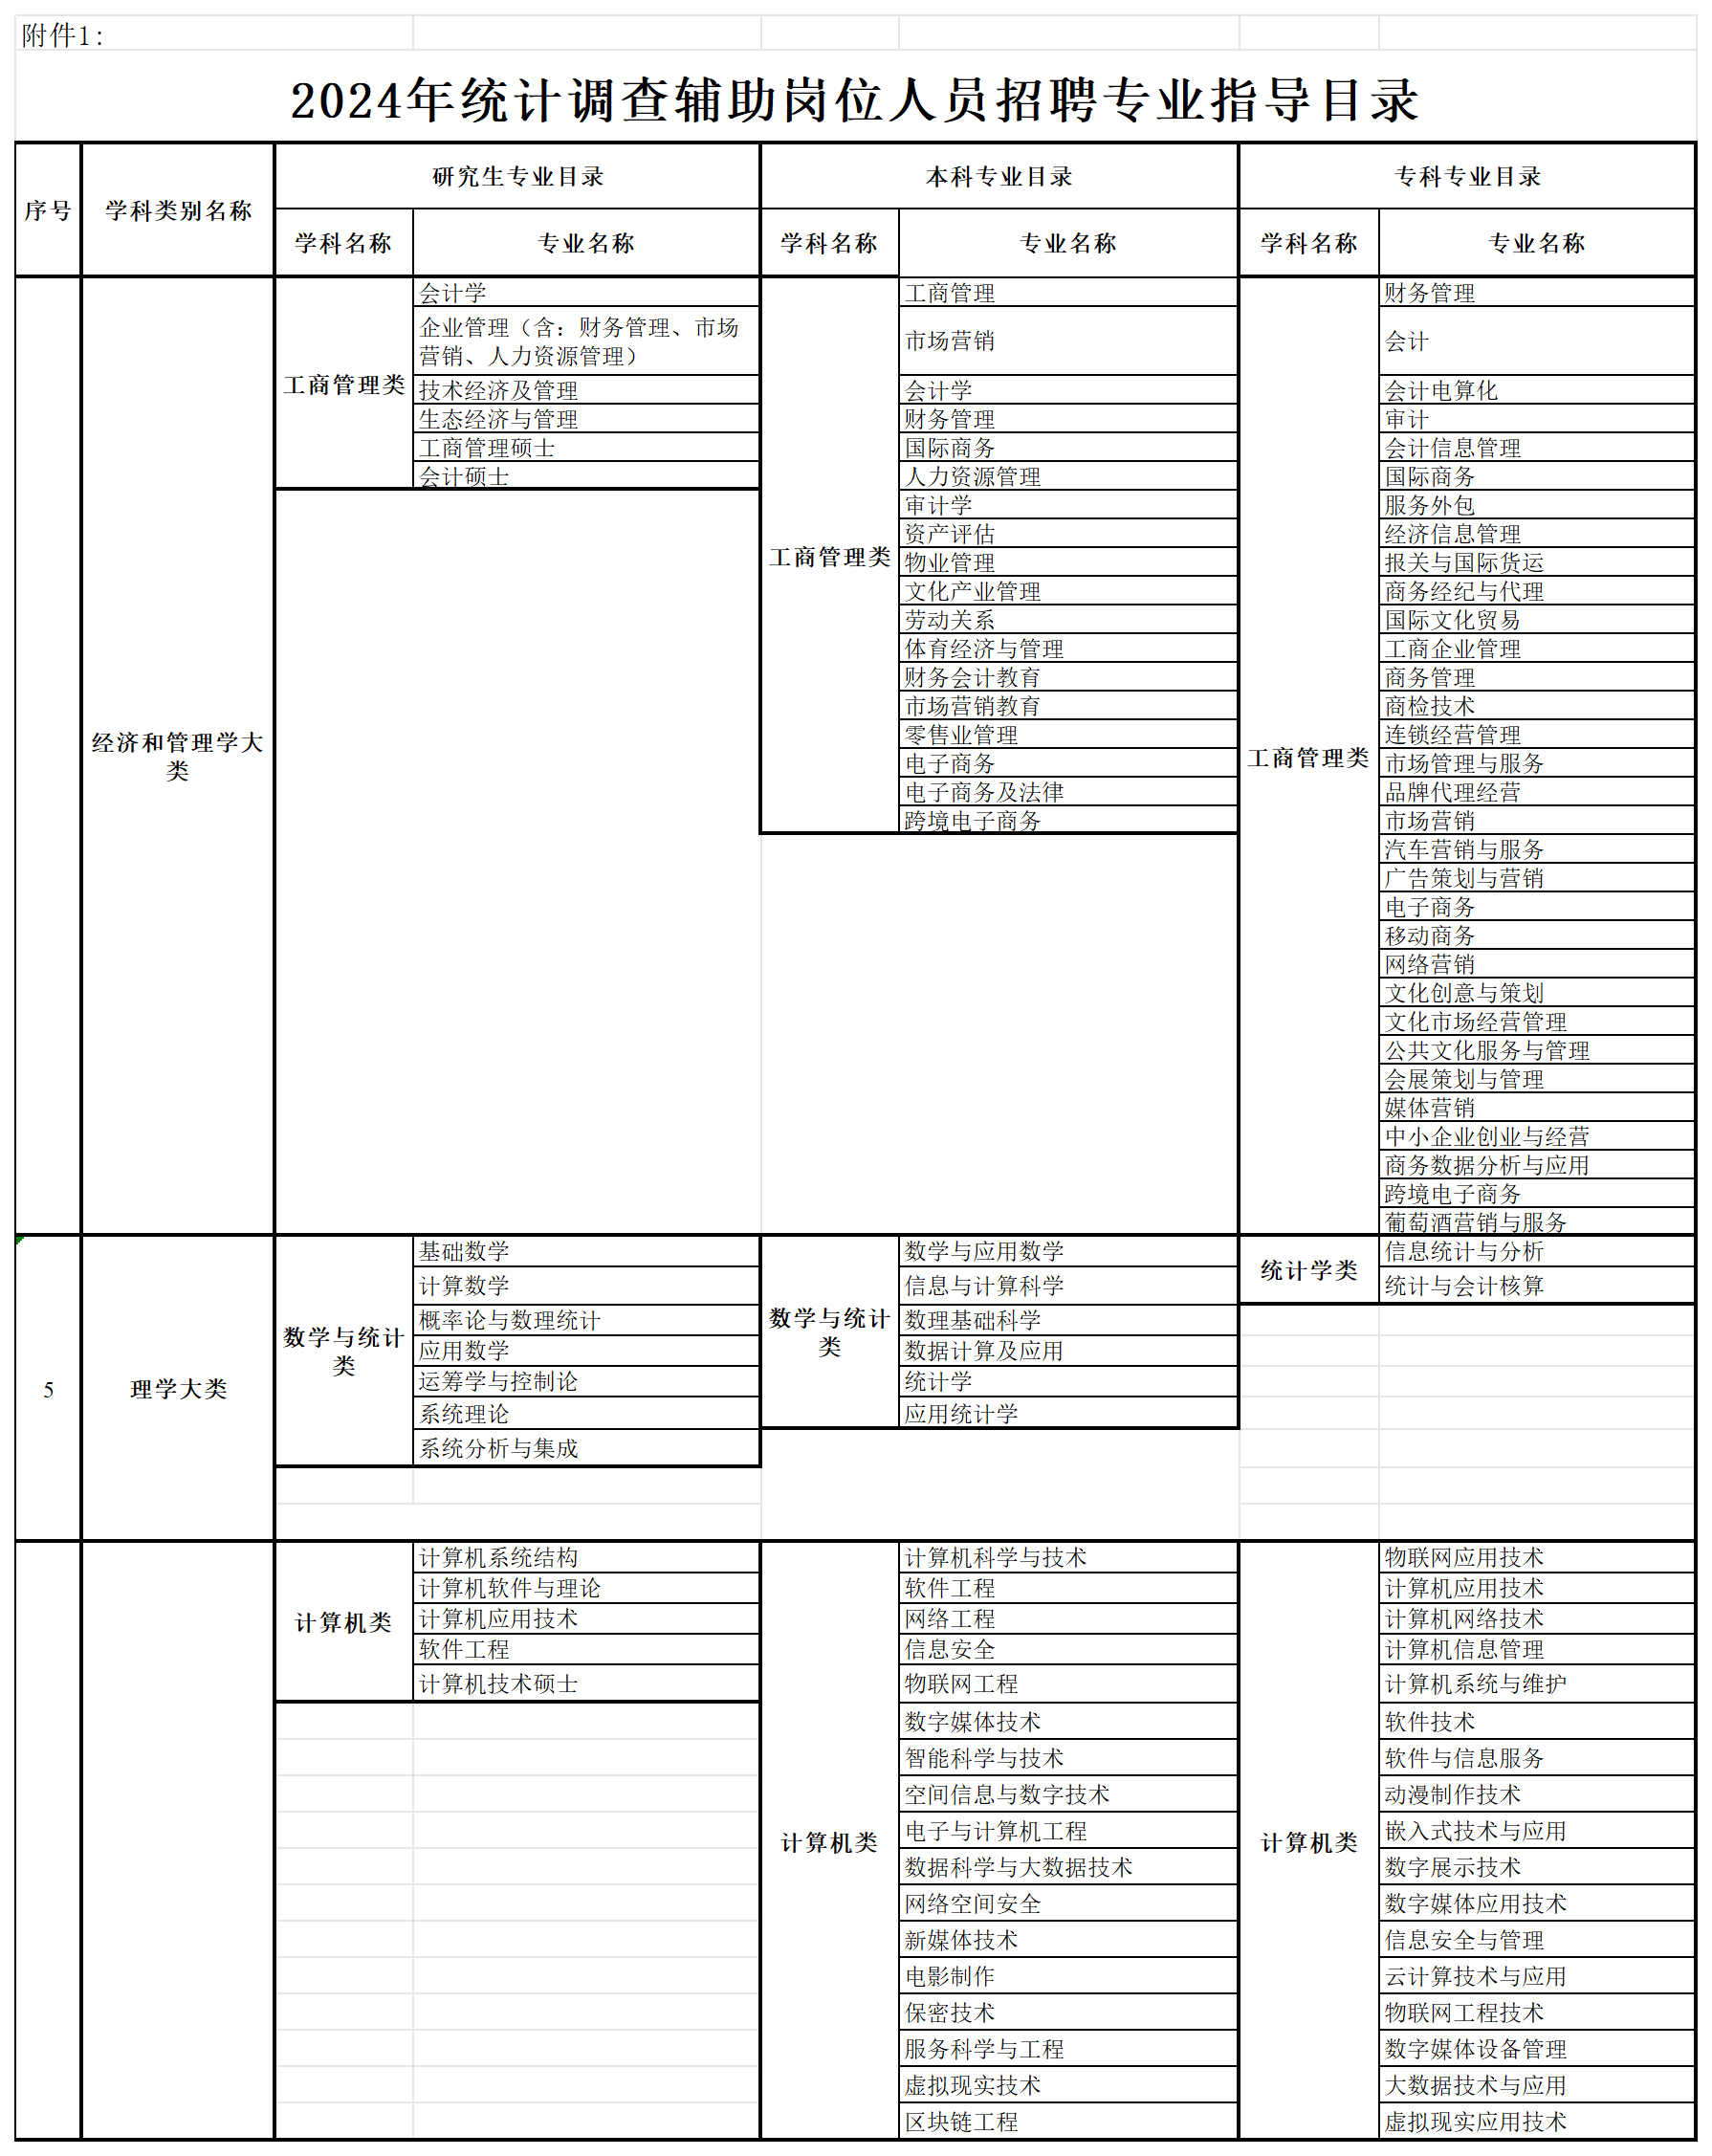 附件1:
2024年统计调查辅助岗位人员招聘专业指导目录
序号 学科类别名称 研究生专业目录 本科专业目录 专科专业目录
学科名称 专业名称 学科名称 专业名称 学科名称 专业名称
经济和管理学大类
工商管理类
会计学
企业管理（含：财务管理、市场
营销、人力资源管理）
技术经济及管理
生态经济与管理
工商管理硕士
会计硕士
工商管理类
工商管理
市场营销
会计学
财务管理
国际商务
人力资源管理
审计学
资产评估
物业管理
文化产业管理
劳动关系
体育经济与管理
财务会计教育
市场营销教育
零售业管理
电子商务
电子商务及法律
跨境电子商务
工商管理类
财务管理
会计
会计电算化
审计
会计信息管理
国际商务
服务外包
经济信息管理
报关与国际货运
商务经纪与代理
国际文化贸易
工商企业管理
商务管理
商检技术
连锁经营管理
市场管理与服务
品牌代理经营
市场营销
汽车营销与服务
广告策划与营销
电子商务
移动商务
网络营销
文化创意与策划
文化市场经营管理
公共文化服务与管理
会展策划与管理
媒体营销
中小企业创业与经营
商务数据分析与应用
跨境电子商务
葡萄酒营销与服务
5
理学大类
数学与统计
类
基础数学
计算数学
概率论与数理统计
应用数学
运筹学与控制论
系统理论
系统分析与集成
数学与统计
类
数学与应用数学
信息与计算科学
数理基础科学
数据计算及应用
统计学
应用统计学
统计学类
信息统计与分析
统计与会计核算
计算机类
计算机系统结构
计算机软件与理论
计算机应用技术
软件工程
计算机技术硕士
计算机类
计算机科学与技术
软件工程
网络工程
信息安全
物联网工程
数字媒体技术
智能科学与技术
空间信息与数字技术
电子与计算机工程
数据科学与大数据技术
网络空间安全
新媒体技术
电影制作
保密技术
服务科学与工程
虚拟现实技术
区块链工程
计算机类
物联网应用技术
计算机应用技术
计算机网络技术
计算机信息管理
计算机系统与维护
软件技术
软件与信息服务
动漫制作技术
嵌入式技术与应用
数字展示技术
数字媒体应用技术
信息安全与管理
云计算技术与应用
物联网工程技术
数字媒体设备管理
大数据技术与应用
虚拟现实应用技术